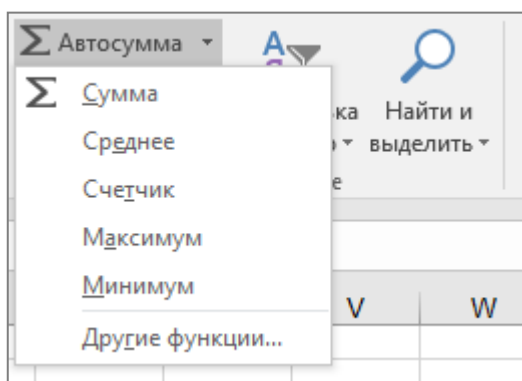 Σ Автосумма
Σ Сумма
Среднее
Счетчик
Максимум
Минимум
Другие функции...
Найти и
выделить
V W